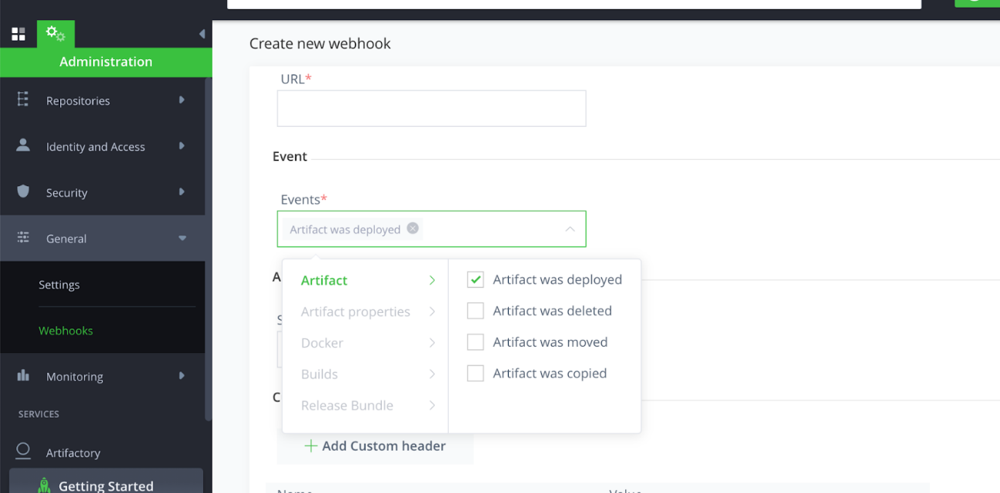 Administration
Repositories
Identity and Access
Security
General
Settings
Webhooks
Monitoring
SERVICES
Artifactory
Getting Started
Create new webhook
URL*
Event
Events*
Artifact was deployed
Artifact
Artifact properties
Docker
Builds
Release Bundle
Artifact was deployed
Artifact was deleted
Artifact was moved
Artifact was copied
Add Custom header
Name Value